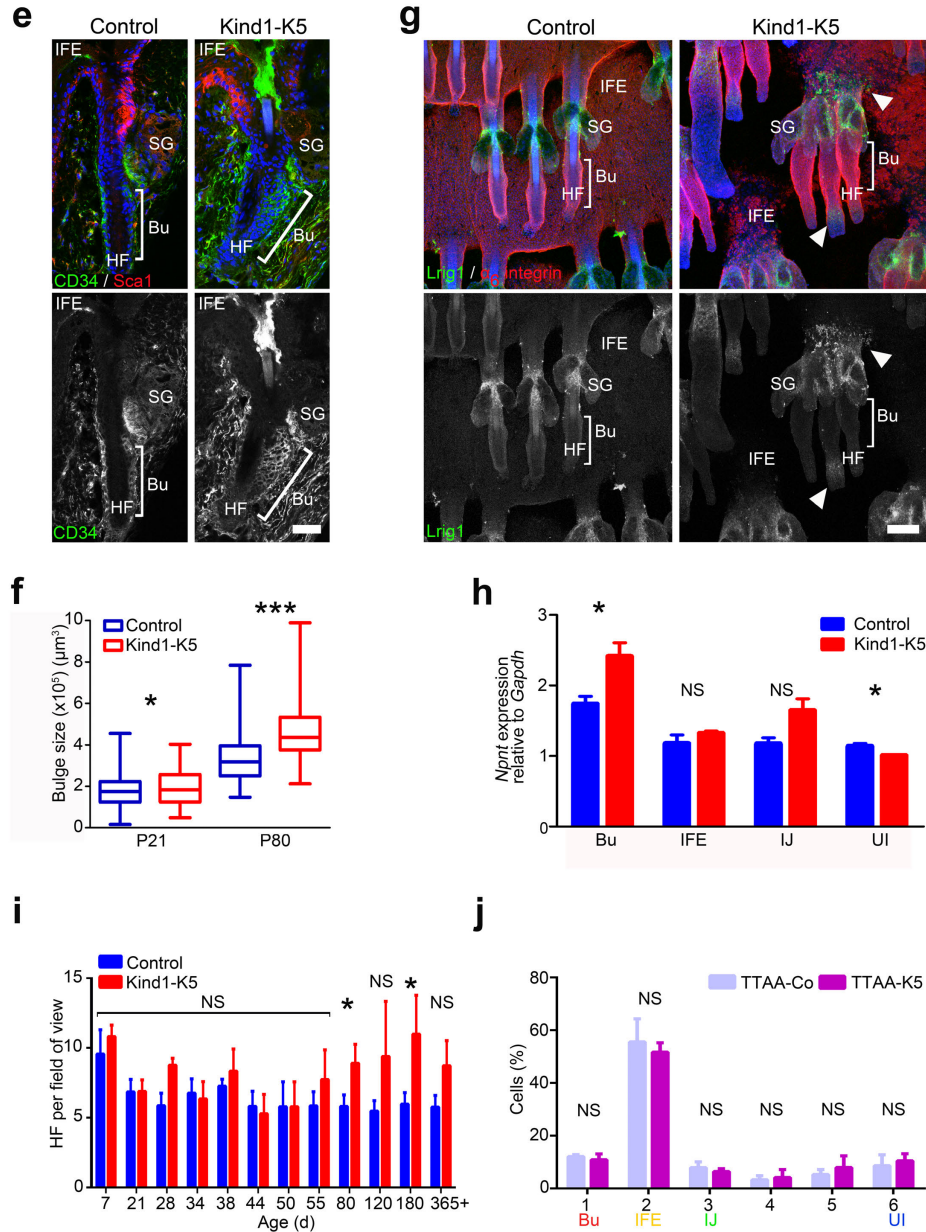 e
Control
Kind1-K5
IFE
IFE
SG
SG
Bu
Bu
HF
HF
CD34 / Sca1
IFE
IFE
SG
SG
Bu
Bu
HF
HF
CD34
g
Control
Kind1-K5
IFE
SG
SG
Bu
Bu
HF
HF
IFE
Lrig1 / α6 integrin
IFE
SG
SG
Bu
Bu
HF
HF
IFE
Lrig1
f
Bulge size (x10⁵) (µm³)
10
8
6
4
2
0
Control
Kind1-K5
*
***
P21
P80
h
Npnt expression
relative to Gapdh
3
2
1
0
Control
Kind1-K5
*
NS
NS
*
Bu
IFE
IJ
UI
i
HF per field of view
15
10
5
0
Control
Kind1-K5
NS
*
NS
*
NS
7
21
28
34
38
44
50
55
80
120
180
365+
Age (d)
j
Cells (%)
80
60
40
20
0
TTAA-Co
TTAA-K5
NS
NS
NS
NS
NS
NS
1
2
3
4
5
6
Bu
IFE
IJ
UI